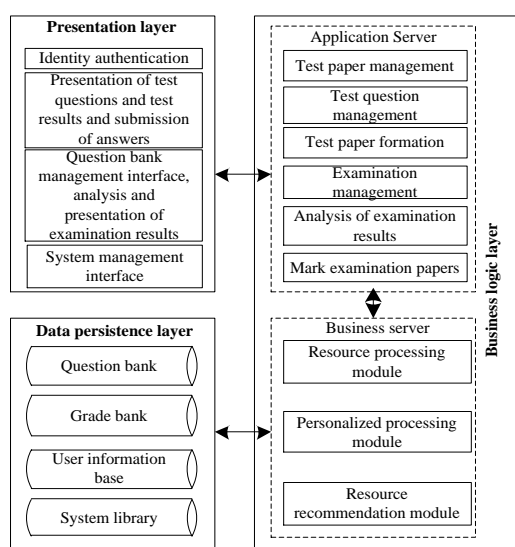 Presentation layer
Identity authentication
Presentation of test
questions and test
results and submission
of answers
Question bank
management interface,
analysis and
presentation of
examination results
System management
interface
Data persistence layer
Question bank
Grade bank
User information
base
System library
Application Server
Test paper management
Test question
management
Test paper formation
Examination
management
Analysis of examination
results
Mark examination papers
Business server
Resource processing
module
Personalized processing
module
Resource
recommendation module
Business logic layer